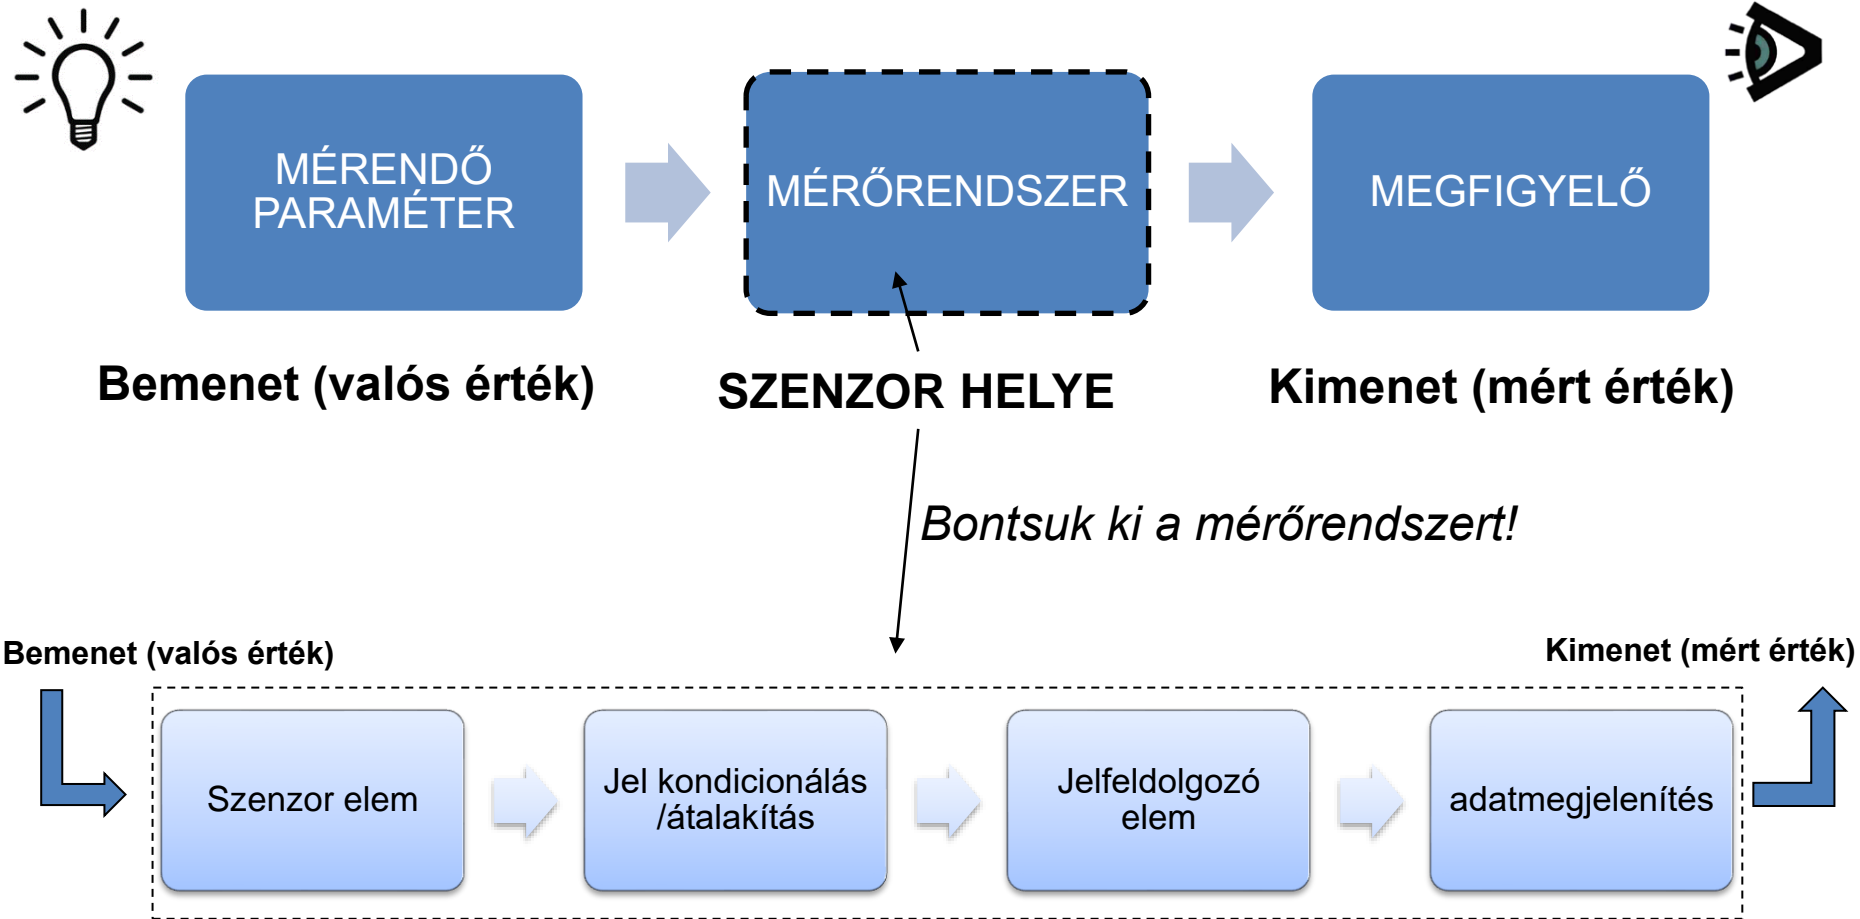 MÉRENDŐ
PARAMÉTER
MÉRŐRENDSZER
MEGFIGYELŐ
Bemenet (valós érték)
SZENZOR HELYE
Kimenet (mért érték)
Bontsuk ki a mérőrendszert!
Bemenet (valós érték)
Kimenet (mért érték)
Szenzor elem
Jel kondicionálás
/átalakítás
Jelfeldolgozó
elem
adatmegjelenítés